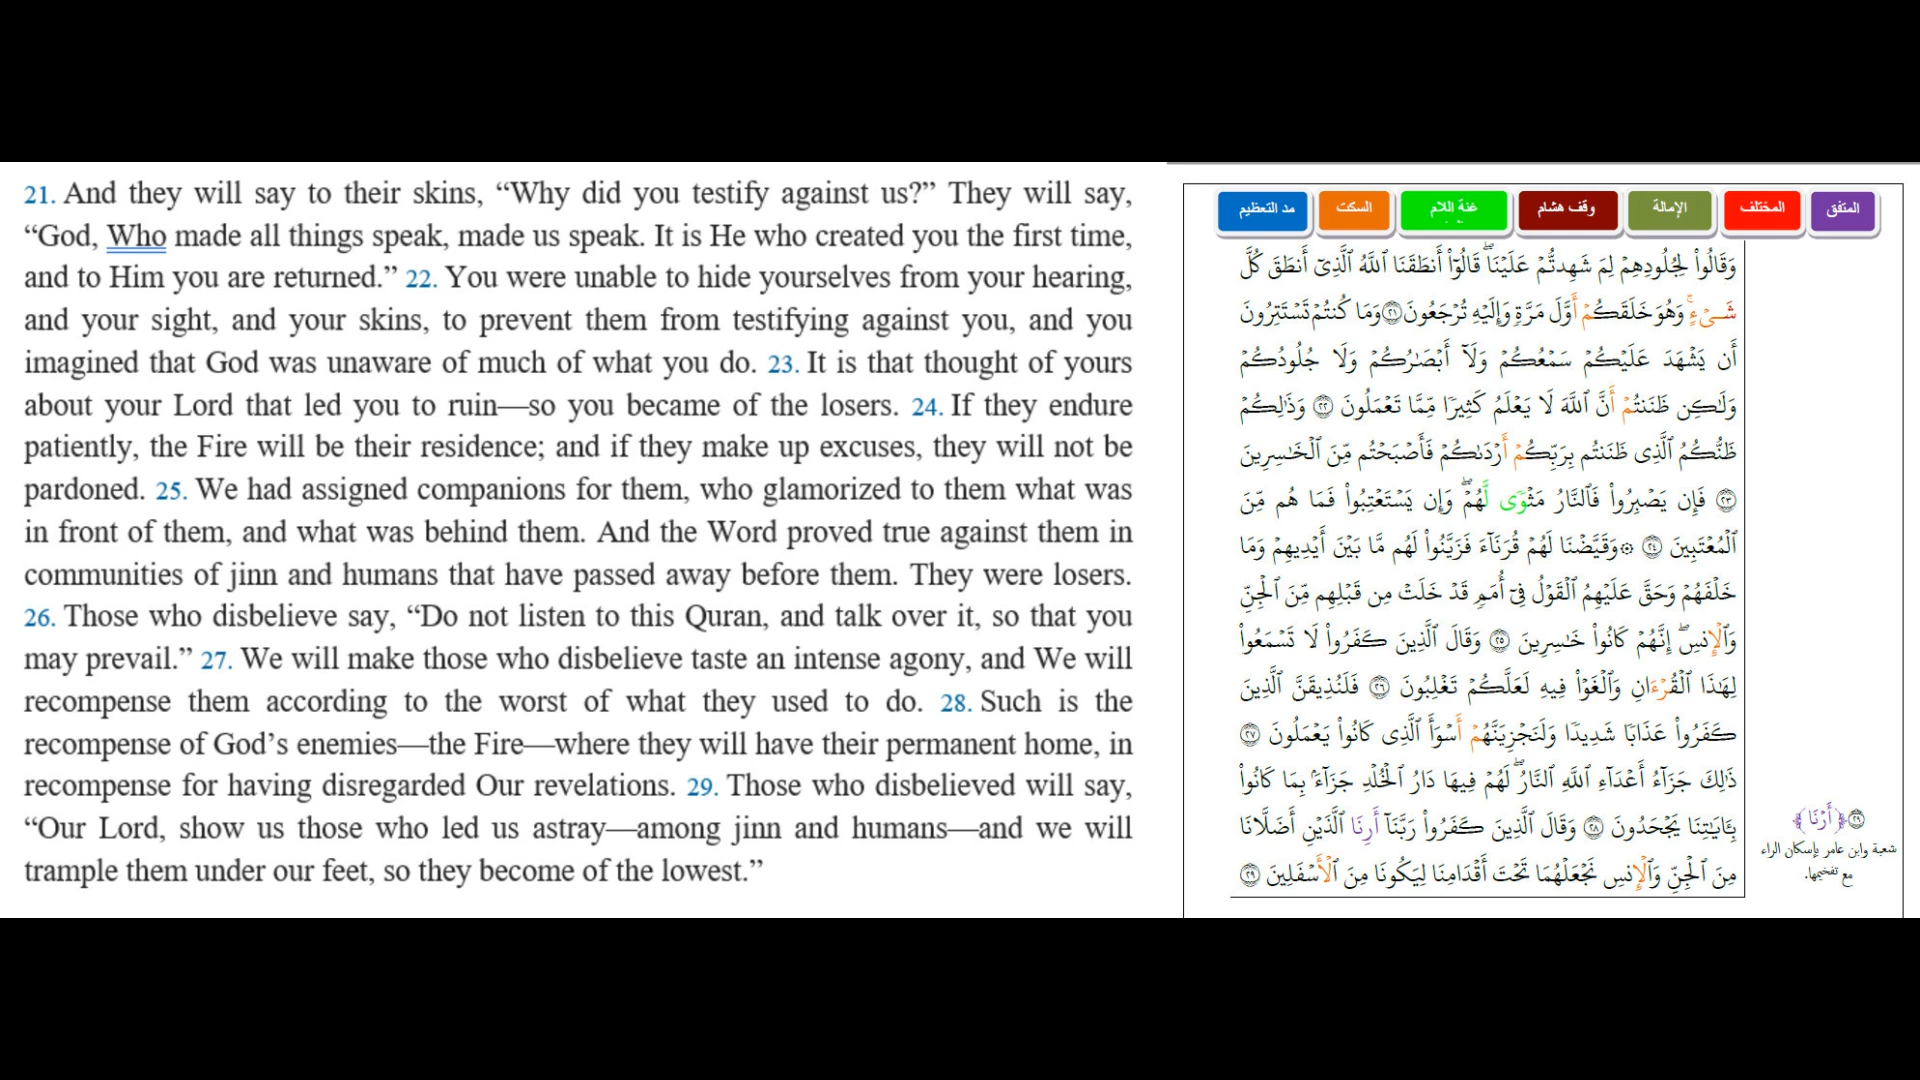 21. And they will say to their skins, “Why did you testify against us?” They will say,
“God, Who made all things speak, made us speak. It is He who created you the first time,
and to Him you are returned.” 22. You were unable to hide yourselves from your hearing,
and your sight, and your skins, to prevent them from testifying against you, and you
imagined that God was unaware of much of what you do. 23. It is that thought of yours
about your Lord that led you to ruin—so you became of the losers. 24. If they endure
patiently, the Fire will be their residence; and if they make up excuses, they will not be
pardoned. 25. We had assigned companions for them, who glamorized to them what was
in front of them, and what was behind them. And the Word proved true against them in
communities of jinn and humans that have passed away before them. They were losers.
26. Those who disbelieve say, “Do not listen to this Quran, and talk over it, so that you
may prevail.” 27. We will make those who disbelieve taste an intense agony, and We will
recompense them according to the worst of what they used to do. 28. Such is the
recompense of God’s enemies—the Fire—where they will have their permanent home, in
recompense for having disregarded Our revelations. 29. Those who disbelieved will say,
“Our Lord, show us those who led us astray—among jinn and humans—and we will
trample them under our feet, so they become of the lowest.”
المتفق المختلف الإمالة وقف هشام غنة اللام السكت مد التعظيم
وَقَالُوا۟ لِجُلُودِهِمْ لِمَ شَهِدتُّمْ عَلَيْنَا ۖ قَالُوٓا۟ أَنطَقَنَا ٱللَّهُ ٱلَّذِىٓ أَنطَقَ كُلَّ
شَىْءٍ ۚ وَهُوَ خَلَقَكُمْ أَوَّلَ مَرَّةٍ وَإِلَيْهِ تُرْجَعُونَ ٢١ وَمَا كُنتُمْ تَسْتَتِرُونَ
أَن يَشْهَدَ عَلَيْكُمْ سَمْعُكُمْ وَلَآ أَبْصَٰرُكُمْ وَلَا جُلُودُكُمْ
وَلَٰكِن ظَنَنتُمْ أَنَّ ٱللَّهَ لَا يَعْلَمُ كَثِيرًا مِّمَّا تَعْمَلُونَ ٢٢ وَذَٰلِكُمْ
ظَنُّكُمُ ٱلَّذِى ظَنَنتُم بِرَبِّكُمْ أَرْدَىٰكُمْ فَأَصْبَحْتُم مِّنَ ٱلْخَٰسِرِينَ
٢٣ فَإِن يَصْبِرُوا۟ فَٱلنَّارُ مَثْوًى لَّهُمْ ۖ وَإِن يَسْتَعْتِبُوا۟ فَمَا هُم مِّنَ
ٱلْمُعْتَبِينَ ٢٤ ۞ وَقَيَّضْنَا لَهُمْ قُرَنَآءَ فَزَيَّنُوا۟ لَهُم مَّا بَيْنَ أَيْدِيهِمْ وَمَا
خَلْفَهُمْ وَحَقَّ عَلَيْهِمُ ٱلْقَوْلُ فِىٓ أُمَمٍ قَدْ خَلَتْ مِن قَبْلِهِم مِّنَ ٱلْجِنِّ
وَٱلْإِنسِ ۖ إِنَّهُمْ كَانُوا۟ خَٰسِرِينَ ٢٥ وَقَالَ ٱلَّذِينَ كَفَرُوا۟ لَا تَسْمَعُوا۟
لِهَٰذَا ٱلْقُرْءَانِ وَٱلْغَوْا۟ فِيهِ لَعَلَّكُمْ تَغْلِبُونَ ٢٦ فَلَنُذِيقَنَّ ٱلَّذِينَ
كَفَرُوا۟ عَذَابًا شَدِيدًا وَلَنَجْزِيَنَّهُمْ أَسْوَأَ ٱلَّذِى كَانُوا۟ يَعْمَلُونَ ٢٧
ذَٰلِكَ جَزَآءُ أَعْدَآءِ ٱللَّهِ ٱلنَّارُ ۖ لَهُمْ فِيهَا دَارُ ٱلْخُلْدِ ۖ جَزَآءًۢ بِمَا كَانُوا۟
بِـَٔايَٰتِنَا يَجْحَدُونَ ٢٨ وَقَالَ ٱلَّذِينَ كَفَرُوا۟ رَبَّنَآ أَرِنَا ٱلَّذَيْنِ أَضَلَّانَا
مِنَ ٱلْجِنِّ وَٱلْإِنسِ نَجْعَلْهُمَا تَحْتَ أَقْدَامِنَا لِيَكُونَا مِنَ ٱلْأَسْفَلِينَ ٢٩
٢٩ ﴿أَرْنَا﴾
شعبة وابن عامر بإسكان الراء
مع تفخيمها.